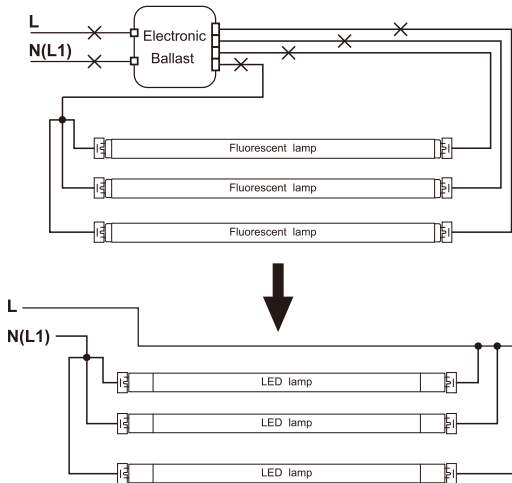 L
N(L1)
Electronic
Ballast
Fluorescent lamp
Fluorescent lamp
Fluorescent lamp
L
N(L1)
LED lamp
LED lamp
LED lamp